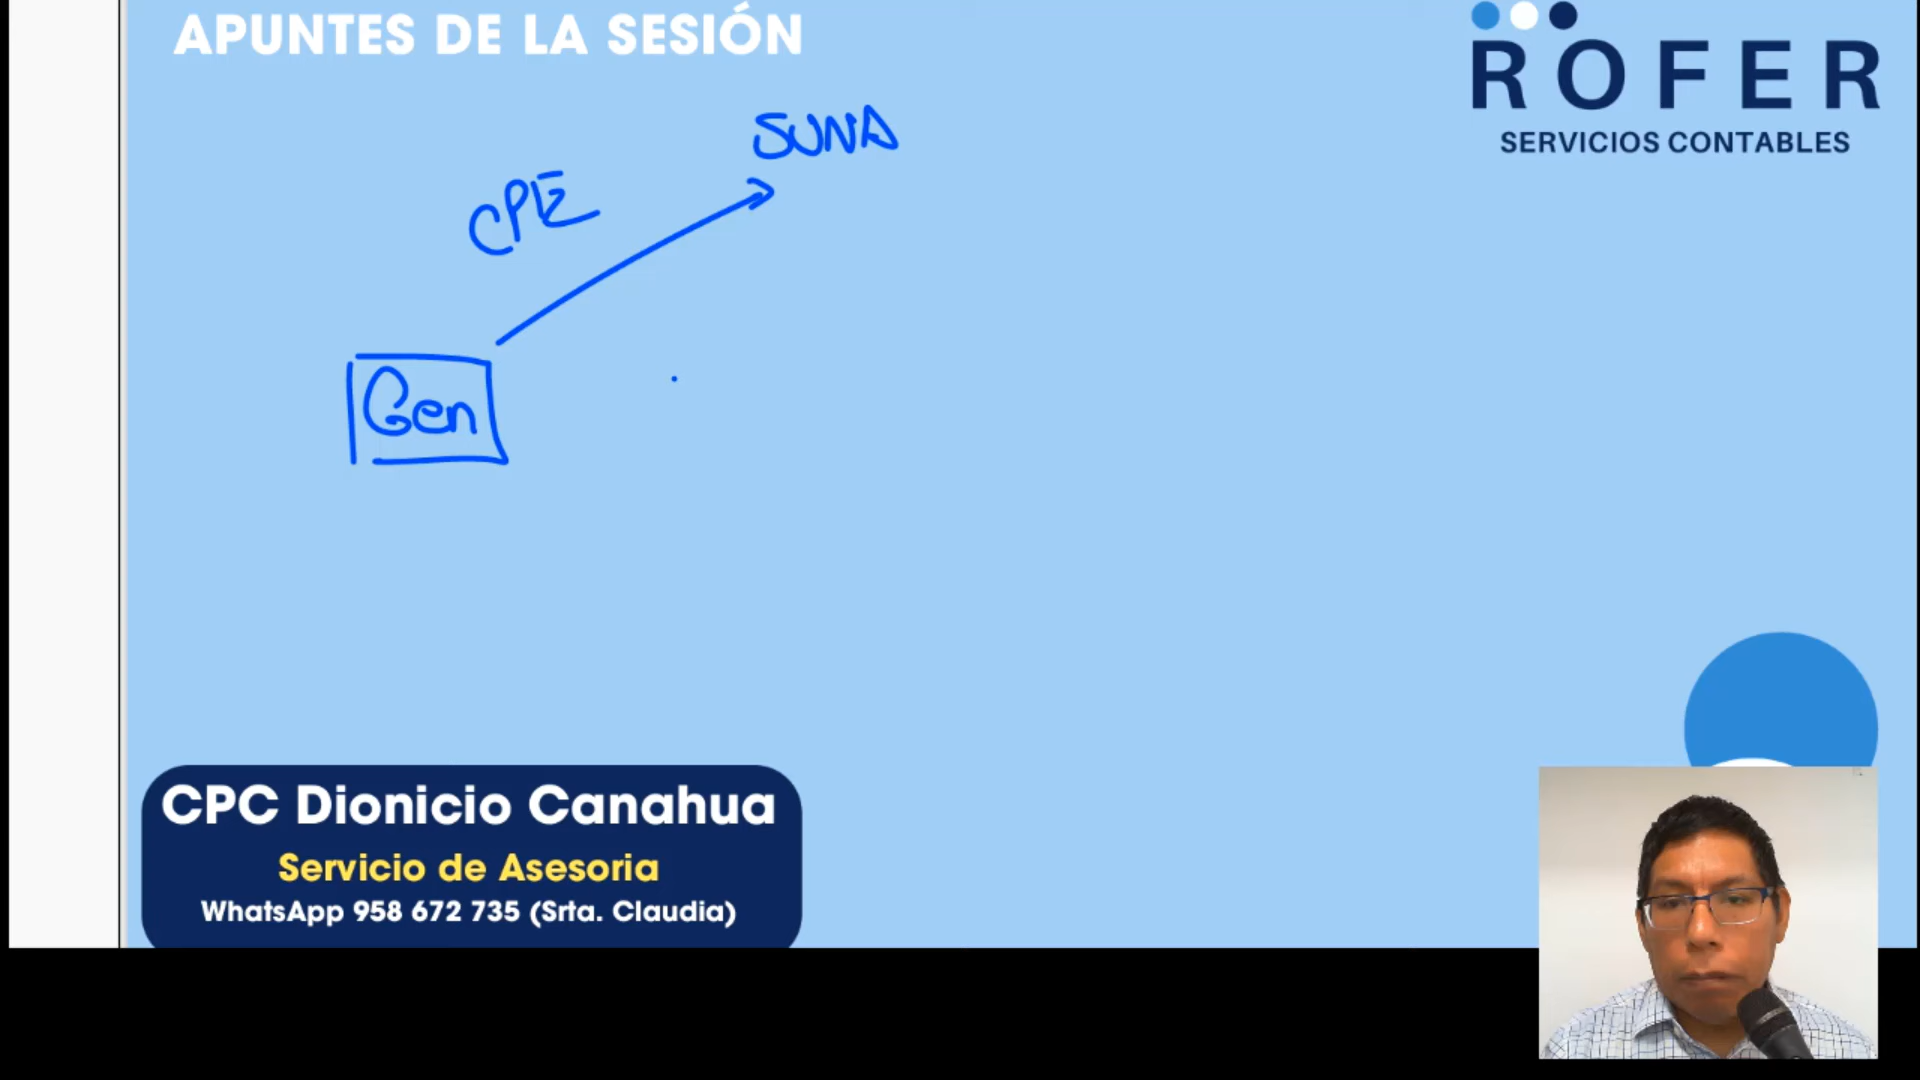 APUNTES DE LA SESIÓN
ROFER
SERVICIOS CONTABLES
SUNA
CPE
Gen
CPC Dionicio Canahua
Servicio de Asesoria
WhatsApp 958 672 735 (Srta. Claudia)